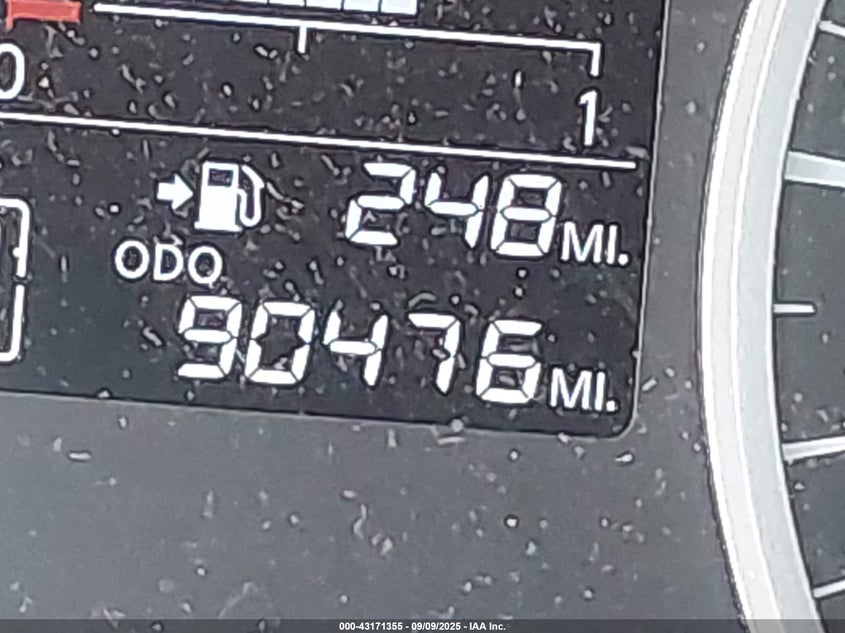 0
1
248 MI.
ODO
90476 MI.
000-43171355 - 09/09/2025 - IAA Inc.